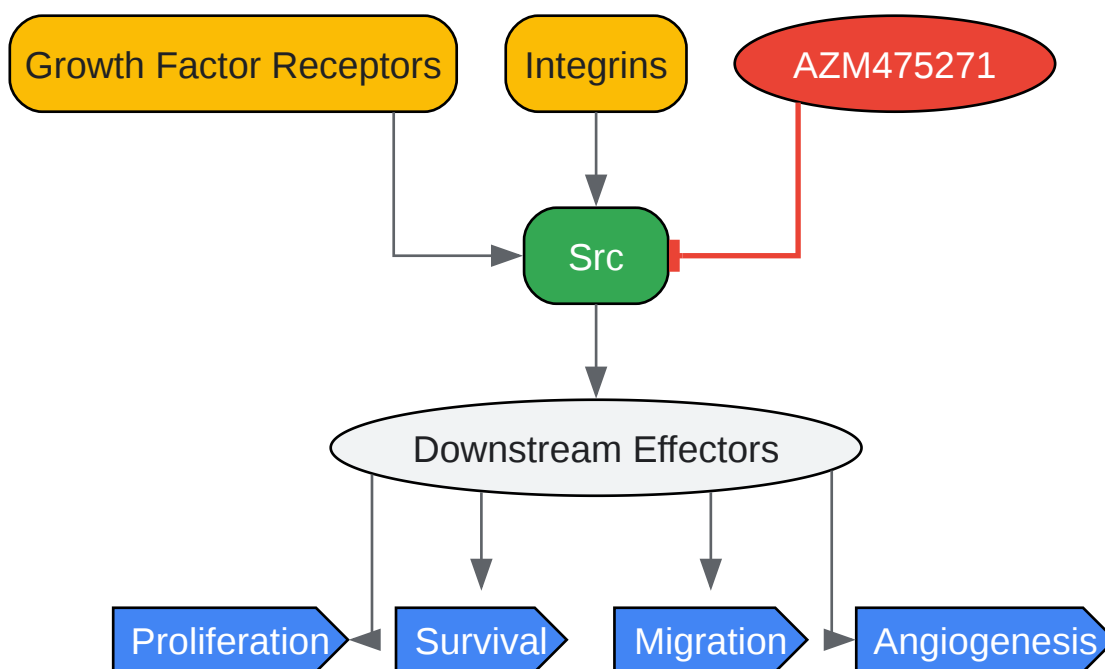 Growth Factor Receptors
Integrins
AZM475271
Src
Downstream Effectors
Proliferation
Survival
Migration
Angiogenesis